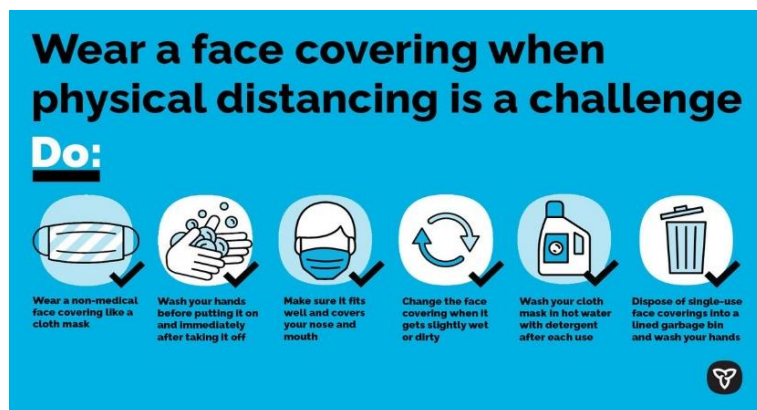 Wear a face covering when
physical distancing is a challenge
Do:
Wear a non-medical
face covering like a
cloth mask
Wash your hands
before putting it on
and immediately
after taking it off
Make sure it fits
well and covers
your nose and
mouth
Change the face
covering when it
gets slightly wet
or dirty
Wash your cloth
mask in hot water
with detergent
after each use
Dispose of single-use
face coverings into a
lined garbage bin
and wash your hands